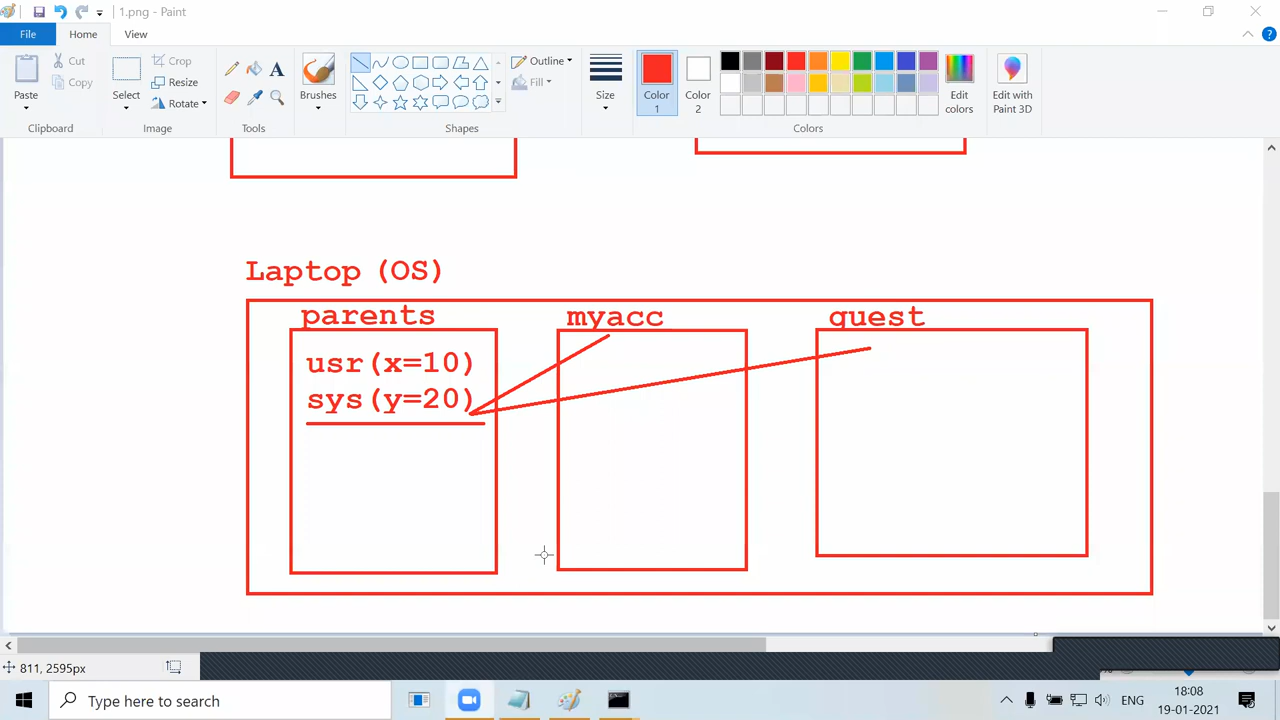 1.png - Paint
File Home View
Paste
Cut
Copy
Clipboard
Select
Crop
Resize
Rotate
Image
Tools
Brushes
Outline
Fill
Shapes
Size
Color 1
Color 2
Edit colors
Colors
Edit with Paint 3D
Laptop (OS)
parents myacc guest
usr(x=10)
sys(y=20)
811, 2595px
Type here to search
ENG
18:08
19-01-2021